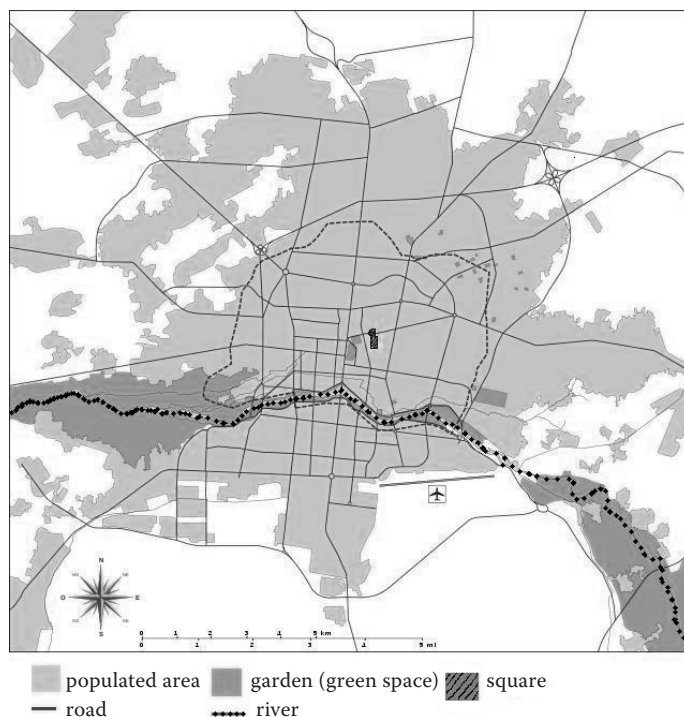 N
O E
S
0 1 2 3 4 5 km
0 1 2 3 4 5 mi
populated area garden (green space) square
road river